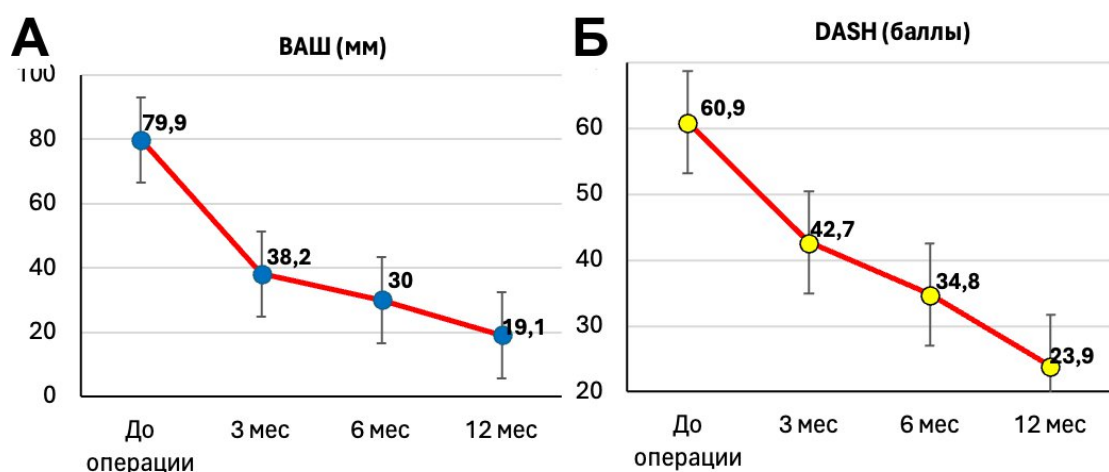 А
ВАШ (мм)
100
80
60
40
20
0
79,9
38,2
30
19,1
До операции
3 мес
6 мес
12 мес
Б
DASH (баллы)
60
50
40
30
20
60,9
42,7
34,8
23,9
До операции
3 мес
6 мес
12 мес